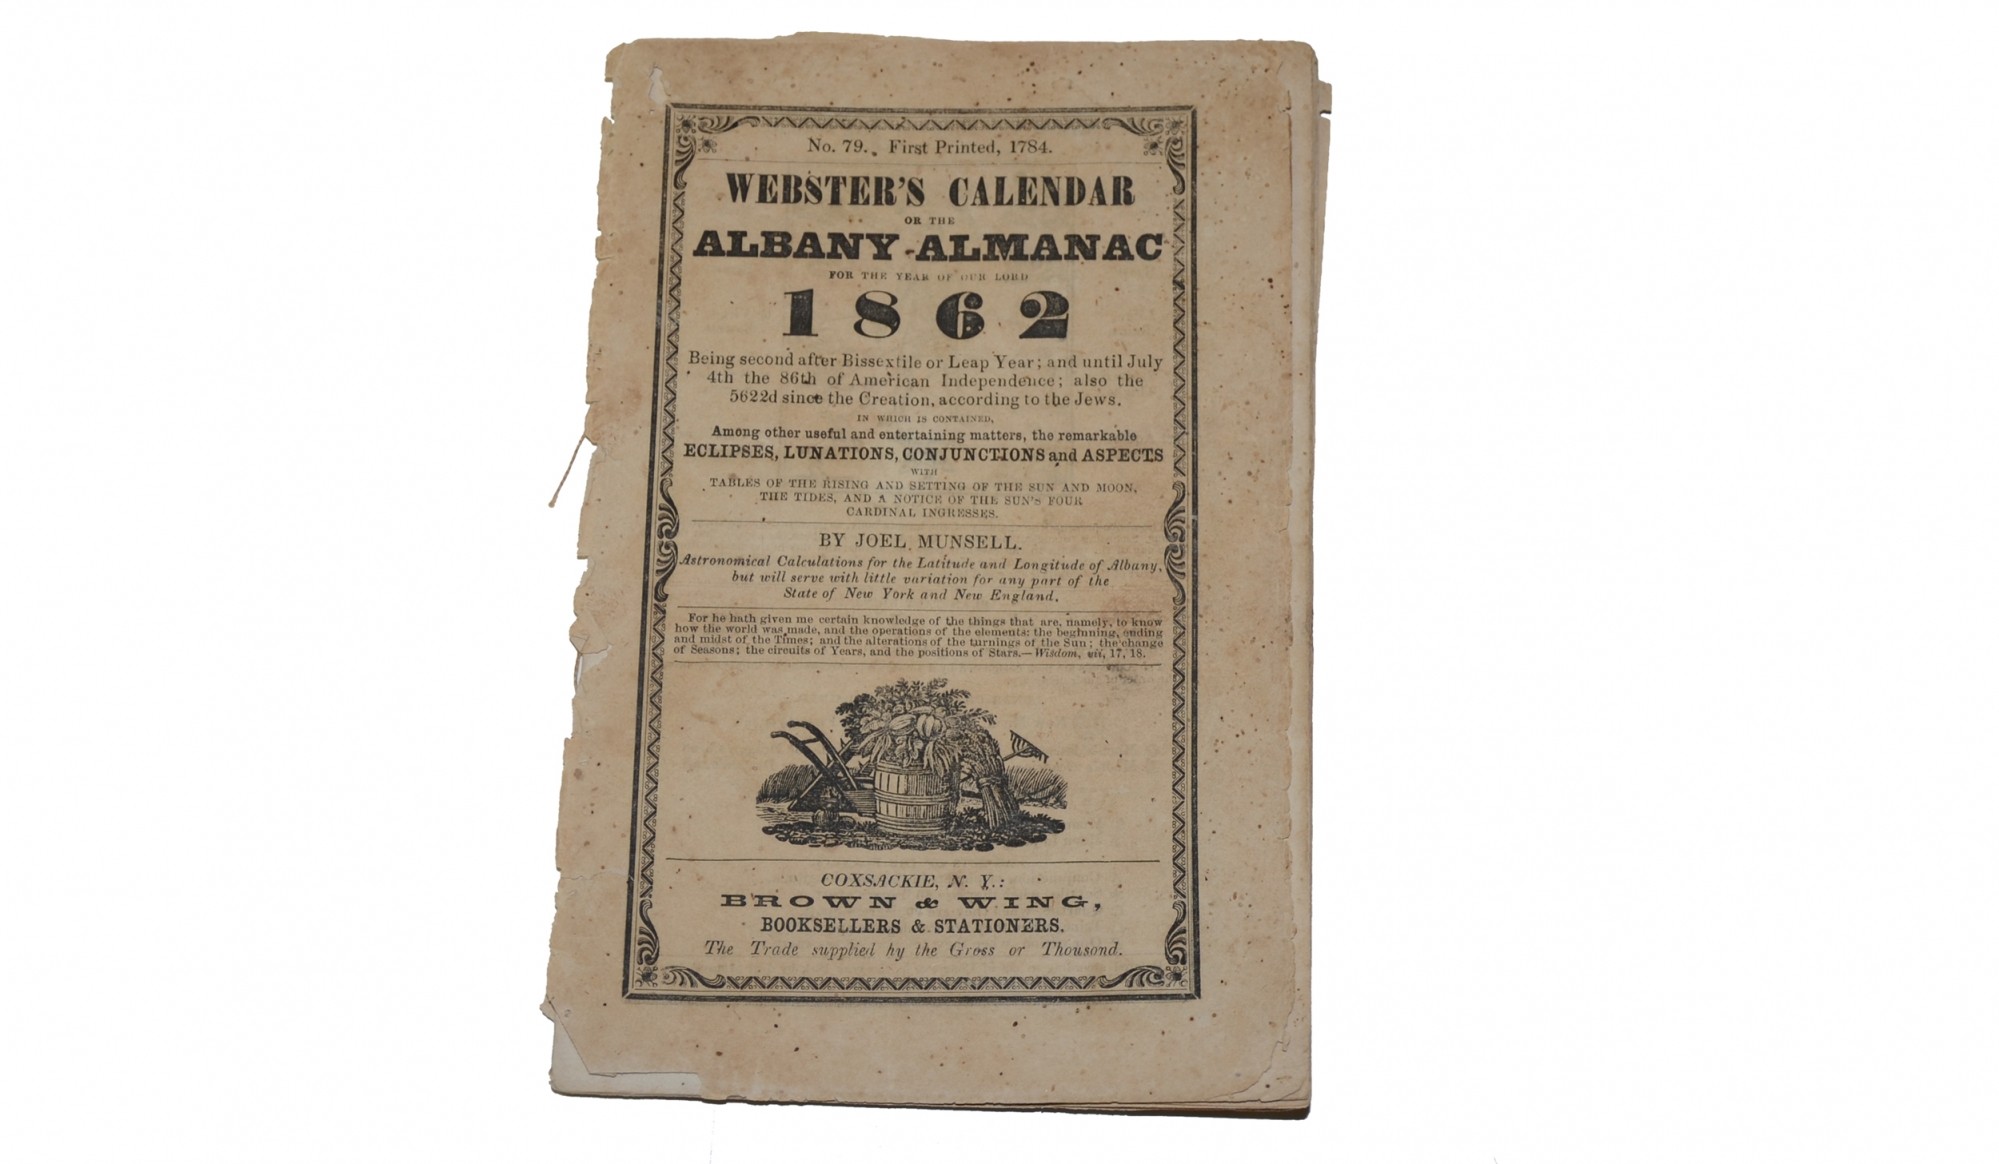 No. 79. First Printed, 1784.
WEBSTER'S CALENDAR
OR THE
ALBANY ALMANAC
FOR THE YEAR OF OUR LORD
1862
Being second after Bissextile or Leap Year; and until July
4th the 86th of American Independence; also the
5622d since the Creation, according to the Jews.
IN WHICH IS CONTAINED,
Among other useful and entertaining matters, the remarkable
ECLIPSES, LUNATIONS, CONJUNCTIONS and ASPECTS
WITH
TABLES OF THE RISING AND SETTING OF THE SUN AND MOON,
THE TIDES, AND A NOTICE OF THE SUN'S FOUR
CARDINAL INGRESSES.
BY JOEL MUNSELL.
Astronomical Calculations for the Latitude and Longitude of Albany,
but will serve with little variation for any part of the
State of New York and New England.
For he hath given me certain knowledge of the things that are, namely, to know
how the world was made, and the operations of the elements: the beginning, ending
and midst of the Times; and the alterations of the turnings of the Sun; the change
of Seasons; the circuits of Years, and the positions of Stars.—Wisdom, vii, 17, 18.
COXSACKIE, N. Y.:
BROWN & WING,
BOOKSELLERS & STATIONERS.
The Trade supplied by the Gross or Thousand.